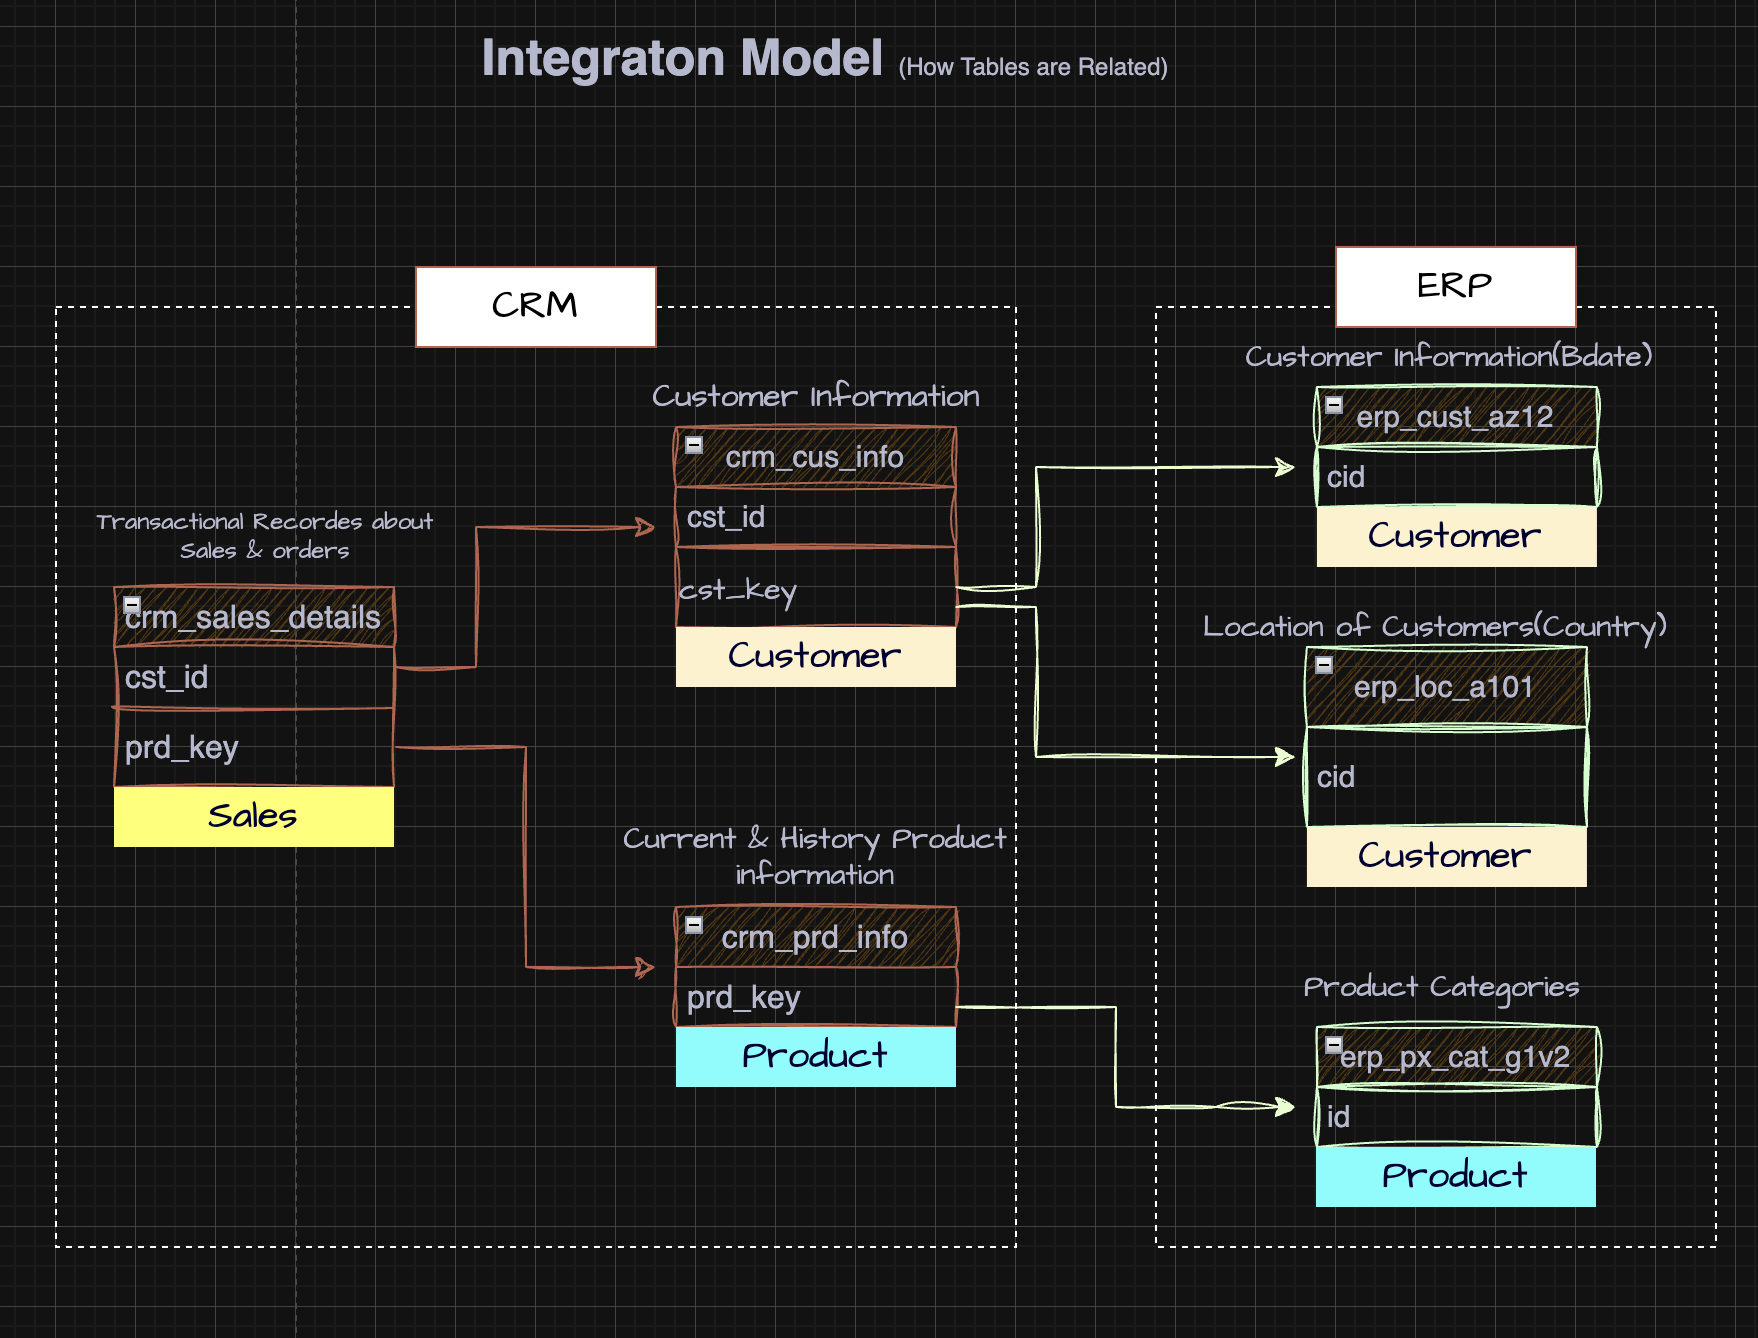 Integraton Model (How Tables are Related)
CRM
ERP
Transactional Recordes about
Sales & orders
crm_sales_details
cst_id
prd_key
Sales
Customer Information
crm_cus_info
cst_id
cst_key
Customer
Current & History Product
information
crm_prd_info
prd_key
Product
Customer Information(Bdate)
erp_cust_az12
cid
Customer
Location of Customers(Country)
erp_loc_a101
cid
Customer
Product Categories
erp_px_cat_g1v2
id
Product